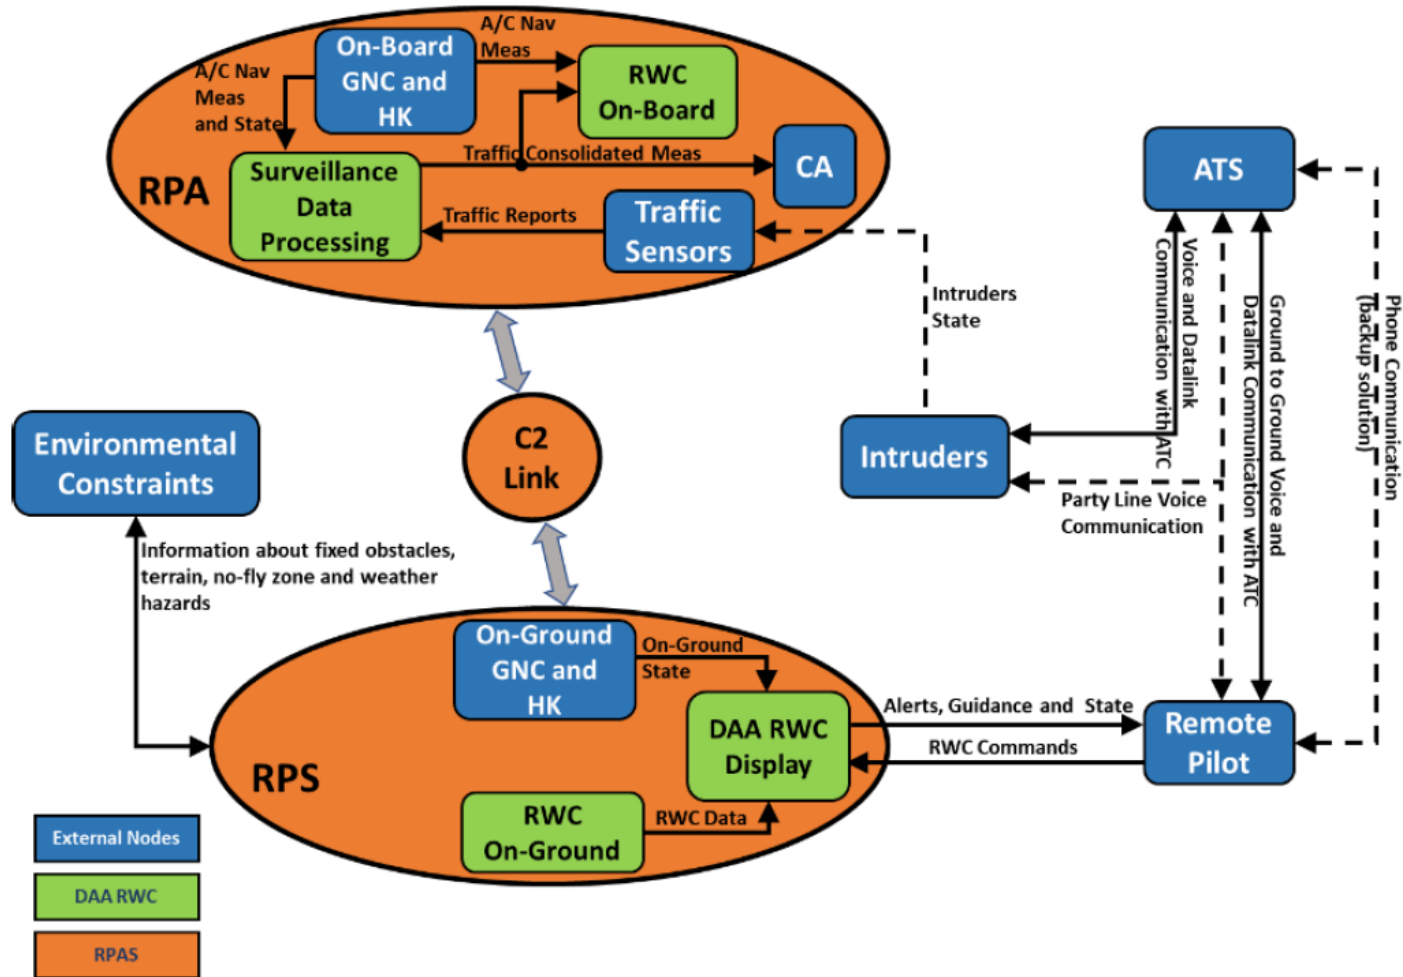 A/C Nav
Meas
On-Board
GNC and
HK
A/C Nav
Meas
and State
RWC
On-Board
Traffic Consolidated Meas
CA
RPA
Surveillance
Data
Processing
Traffic Reports
Traffic
Sensors
ATS
Intruders
State
Voice and Datalink
Communication with ATC
Ground to Ground Voice and
Datalink Communication with ATC
Phone Communication
(backup solution)
Environmental
Constraints
C2
Link
Intruders
Party Line Voice
Communication
Information about fixed obstacles,
terrain, no-fly zone and weather
hazards
On-Ground
GNC and
HK
On-Ground
State
DAA RWC
Display
Alerts, Guidance and State
RWC Commands
Remote
Pilot
RPS
RWC
On-Ground
RWC Data
External Nodes
DAA RWC
RPAS